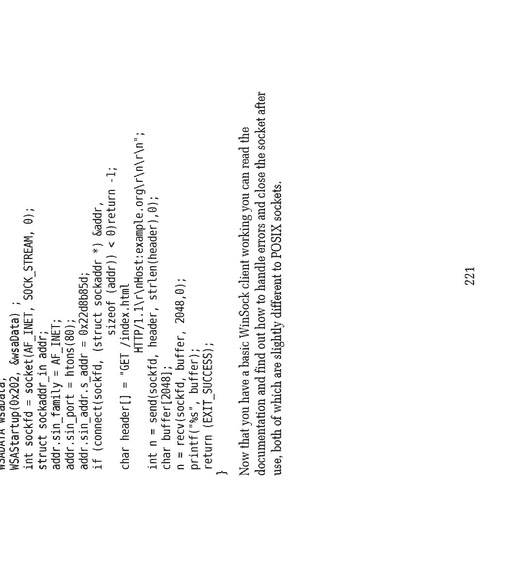 WSADATA wsaData;
WSAStartup(0x202, &wsaData) ;
int sockfd = socket(AF_INET, SOCK_STREAM, 0);
struct sockaddr_in addr;
addr.sin_family = AF_INET;
addr.sin_port = htons(80);
addr.sin_addr.s_addr = 0x22d8b85d;
if (connect(sockfd, (struct sockaddr *) &addr,
sizeof (addr)) < 0)return -1;
char header[] = "GET /index.html
HTTP/1.1\r\nHost:example.org\r\n\r\n";
int n = send(sockfd, header, strlen(header),0);
char buffer[2048];
n = recv(sockfd, buffer, 2048,0);
printf("%s", buffer);
return (EXIT_SUCCESS);
}
Now that you have a basic WinSock client working you can read the
documentation and find out how to handle errors and close the socket after
use, both of which are slightly different to POSIX sockets.
221